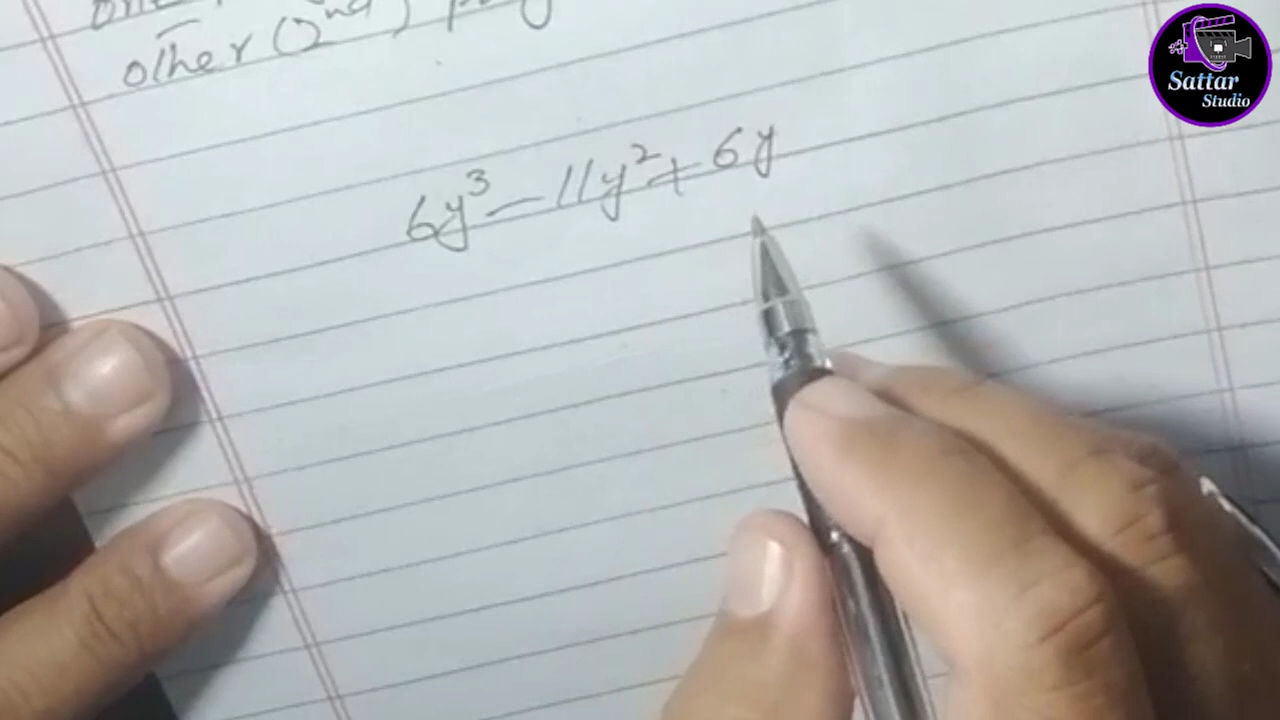 other (2nd)
6y³ − 11y² + 6y
Sattar
Studio